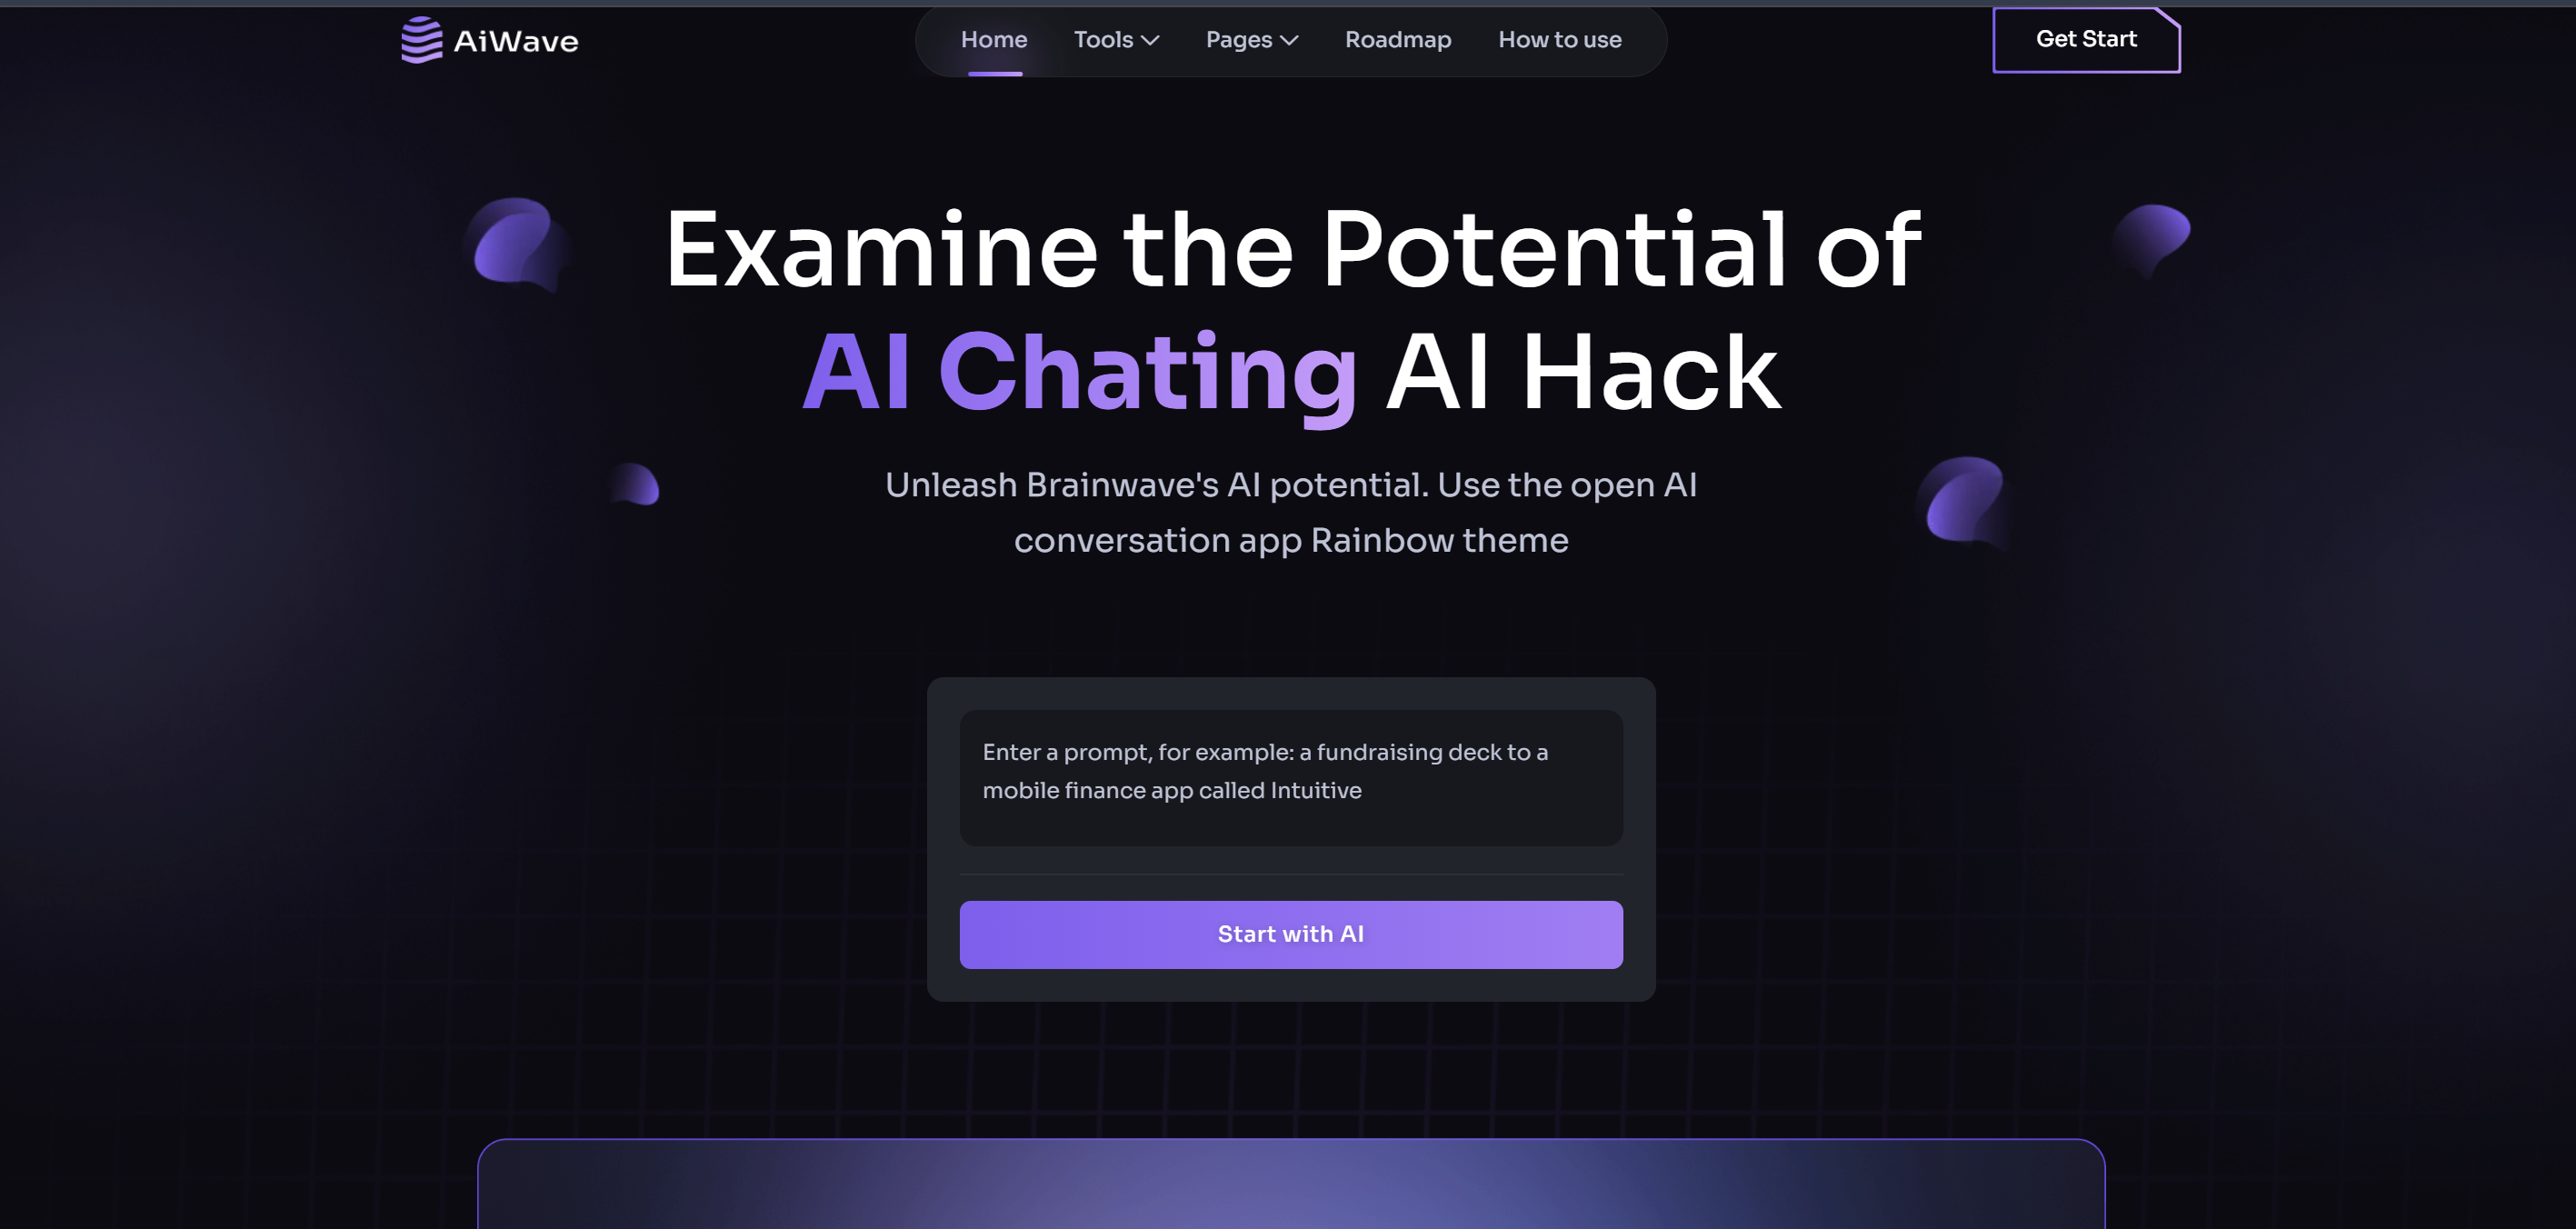 AiWave
Home Tools Pages Roadmap How to use
Get Start
Examine the Potential of
AI Chating AI Hack
Unleash Brainwave's AI potential. Use the open AI
conversation app Rainbow theme
Enter a prompt, for example: a fundraising deck to a
mobile finance app called Intuitive
Start with AI